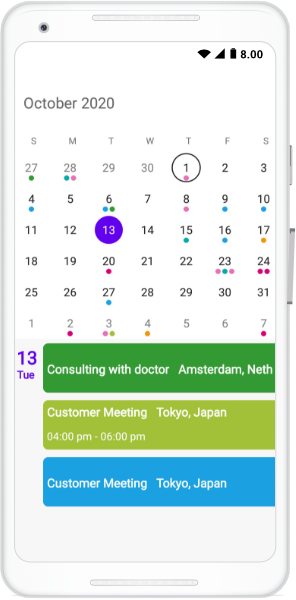 8.00
October 2020
S M T W T F S
27 28 29 30 1 2 3
4 5 6 7 8 9 10
11 12 13 14 15 16 17
18 19 20 21 22 23 24
25 26 27 28 29 30 31
1 2 3 4 5 6 7
13
Tue
Consulting with doctor Amsterdam, Neth
Customer Meeting Tokyo, Japan
04:00 pm - 06:00 pm
Customer Meeting Tokyo, Japan